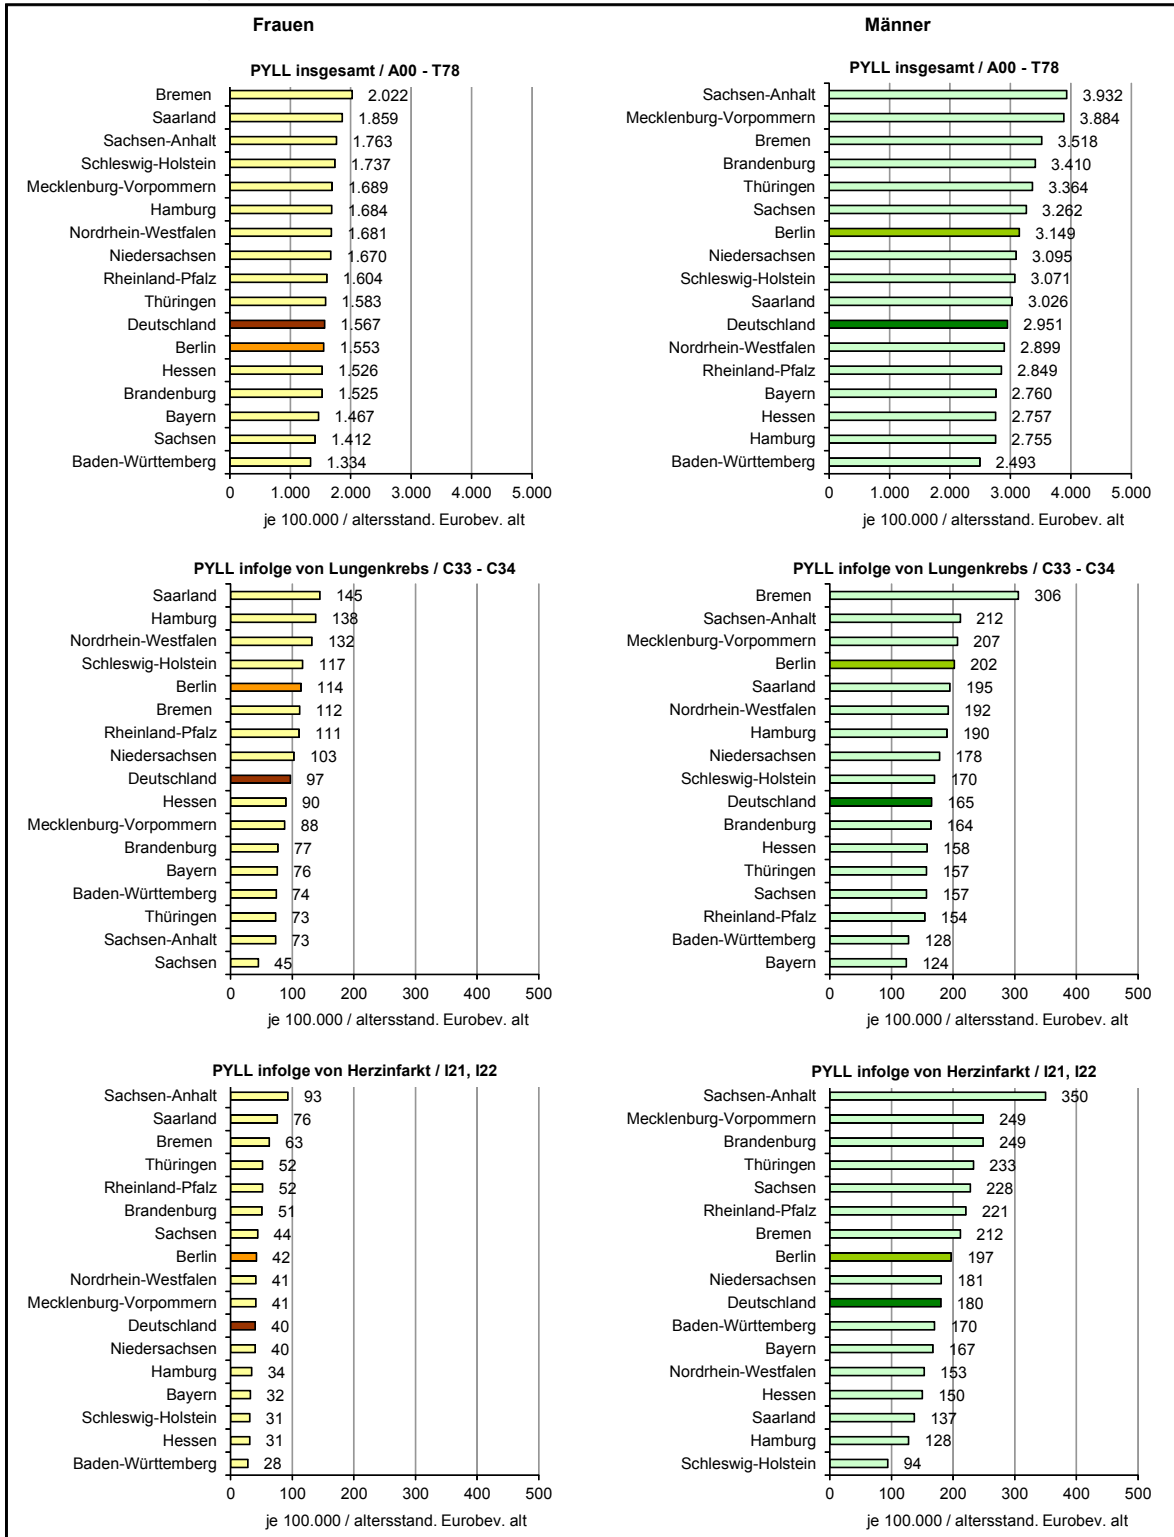 Frauen
Männer
PYLL insgesamt / A00 - T78
Bremen 2.022
Saarland 1.859
Sachsen-Anhalt 1.763
Schleswig-Holstein 1.737
Mecklenburg-Vorpommern 1.689
Hamburg 1.684
Nordrhein-Westfalen 1.681
Niedersachsen 1.670
Rheinland-Pfalz 1.604
Thüringen 1.583
Deutschland 1.567
Berlin 1.553
Hessen 1.526
Brandenburg 1.525
Bayern 1.467
Sachsen 1.412
Baden-Württemberg 1.334
0 1.000 2.000 3.000 4.000 5.000
je 100.000 / altersstand. Eurobev. alt
PYLL insgesamt / A00 - T78
Sachsen-Anhalt 3.932
Mecklenburg-Vorpommern 3.884
Bremen 3.518
Brandenburg 3.410
Thüringen 3.364
Sachsen 3.262
Berlin 3.149
Niedersachsen 3.095
Schleswig-Holstein 3.071
Saarland 3.026
Deutschland 2.951
Nordrhein-Westfalen 2.899
Rheinland-Pfalz 2.849
Bayern 2.760
Hessen 2.757
Hamburg 2.755
Baden-Württemberg 2.493
0 1.000 2.000 3.000 4.000 5.000
je 100.000 / altersstand. Eurobev. alt
PYLL infolge von Lungenkrebs / C33 - C34
Saarland 145
Hamburg 138
Nordrhein-Westfalen 132
Schleswig-Holstein 117
Berlin 114
Bremen 112
Rheinland-Pfalz 111
Niedersachsen 103
Deutschland 97
Hessen 90
Mecklenburg-Vorpommern 88
Brandenburg 77
Bayern 76
Baden-Württemberg 74
Thüringen 73
Sachsen-Anhalt 73
Sachsen 45
0 100 200 300 400 500
je 100.000 / altersstand. Eurobev. alt
PYLL infolge von Lungenkrebs / C33 - C34
Bremen 306
Sachsen-Anhalt 212
Mecklenburg-Vorpommern 207
Berlin 202
Saarland 195
Nordrhein-Westfalen 192
Hamburg 190
Niedersachsen 178
Schleswig-Holstein 170
Deutschland 165
Brandenburg 164
Hessen 158
Thüringen 157
Sachsen 157
Rheinland-Pfalz 154
Baden-Württemberg 128
Bayern 124
0 100 200 300 400 500
je 100.000 / altersstand. Eurobev. alt
PYLL infolge von Herzinfarkt / I21, I22
Sachsen-Anhalt 93
Saarland 76
Bremen 63
Thüringen 52
Rheinland-Pfalz 52
Brandenburg 51
Sachsen 44
Berlin 42
Nordrhein-Westfalen 41
Mecklenburg-Vorpommern 41
Deutschland 40
Niedersachsen 40
Hamburg 34
Bayern 32
Schleswig-Holstein 31
Hessen 31
Baden-Württemberg 28
0 100 200 300 400 500
je 100.000 / altersstand. Eurobev. alt
PYLL infolge von Herzinfarkt / I21, I22
Sachsen-Anhalt 350
Mecklenburg-Vorpommern 249
Brandenburg 249
Thüringen 233
Sachsen 228
Rheinland-Pfalz 221
Bremen 212
Berlin 197
Niedersachsen 181
Deutschland 180
Baden-Württemberg 170
Bayern 167
Nordrhein-Westfalen 153
Hessen 150
Saarland 137
Hamburg 128
Schleswig-Holstein 94
0 100 200 300 400 500
je 100.000 / altersstand. Eurobev. alt